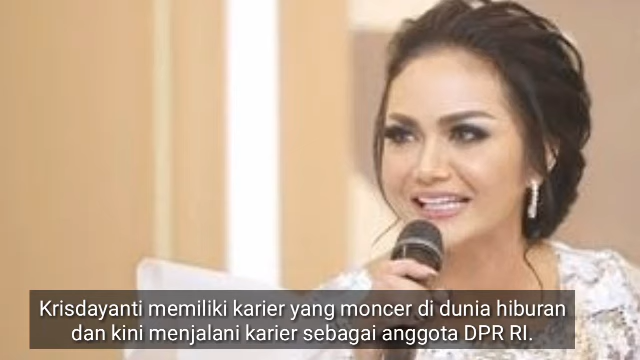 Krisdayanti memiliki karier yang moncer di dunia hiburan
dan kini menjalani karier sebagai anggota DPR RI.